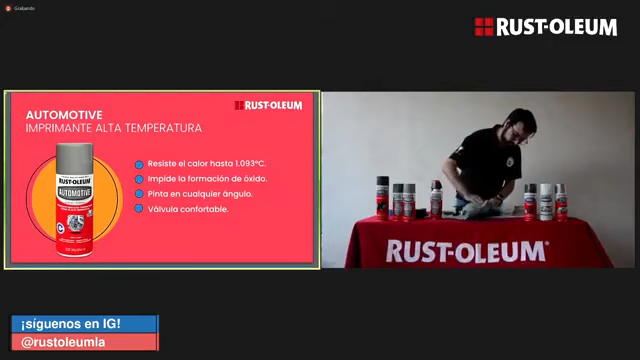 Grabando
RUST-OLEUM
RUST-OLEUM
AUTOMOTIVE
IMPRIMANTE ALTA TEMPERATURA
Resiste el calor hasta 1.093°C.
Impide la formación de óxido.
Pinta en cualquier ángulo.
Válvula confortable.
RUST-OLEUM
AUTOMOTIVE
RUST-OLEUM
¡síguenos en IG!
@rustoleumla